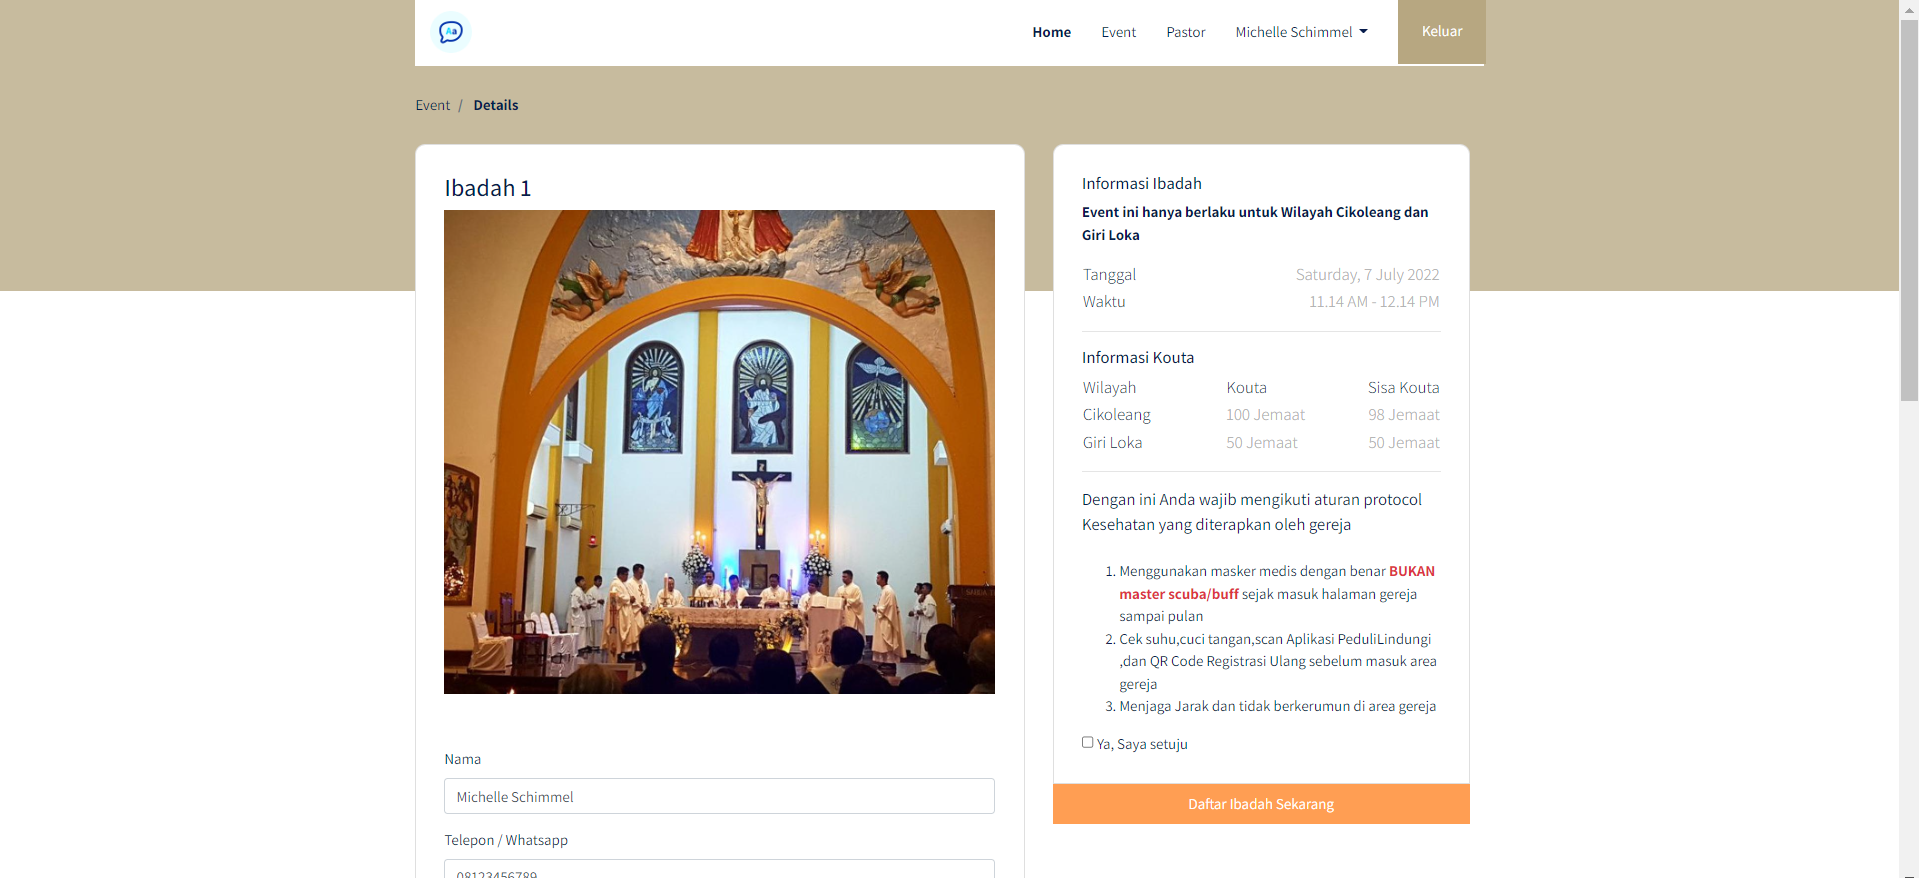 Aa
Home Event Pastor Michelle Schimmel Keluar
Event / Details
Ibadah 1
Nama
Michelle Schimmel
Telepon / Whatsapp
08123456789
Informasi Ibadah
Event ini hanya berlaku untuk Wilayah Cikoleang dan
Giri Loka
Tanggal Saturday, 7 July 2022
Waktu 11.14 AM - 12.14 PM
Informasi Kouta
Wilayah Kouta Sisa Kouta
Cikoleang 100 Jemaat 98 Jemaat
Giri Loka 50 Jemaat 50 Jemaat
Dengan ini Anda wajib mengikuti aturan protocol
Kesehatan yang diterapkan oleh gereja
1. Menggunakan masker medis dengan benar BUKAN
master scuba/buff sejak masuk halaman gereja
sampai pulan
2. Cek suhu,cuci tangan,scan Aplikasi PeduliLindungi
,dan QR Code Registrasi Ulang sebelum masuk area
gereja
3. Menjaga Jarak dan tidak berkerumun di area gereja
Ya, Saya setuju
Daftar Ibadah Sekarang